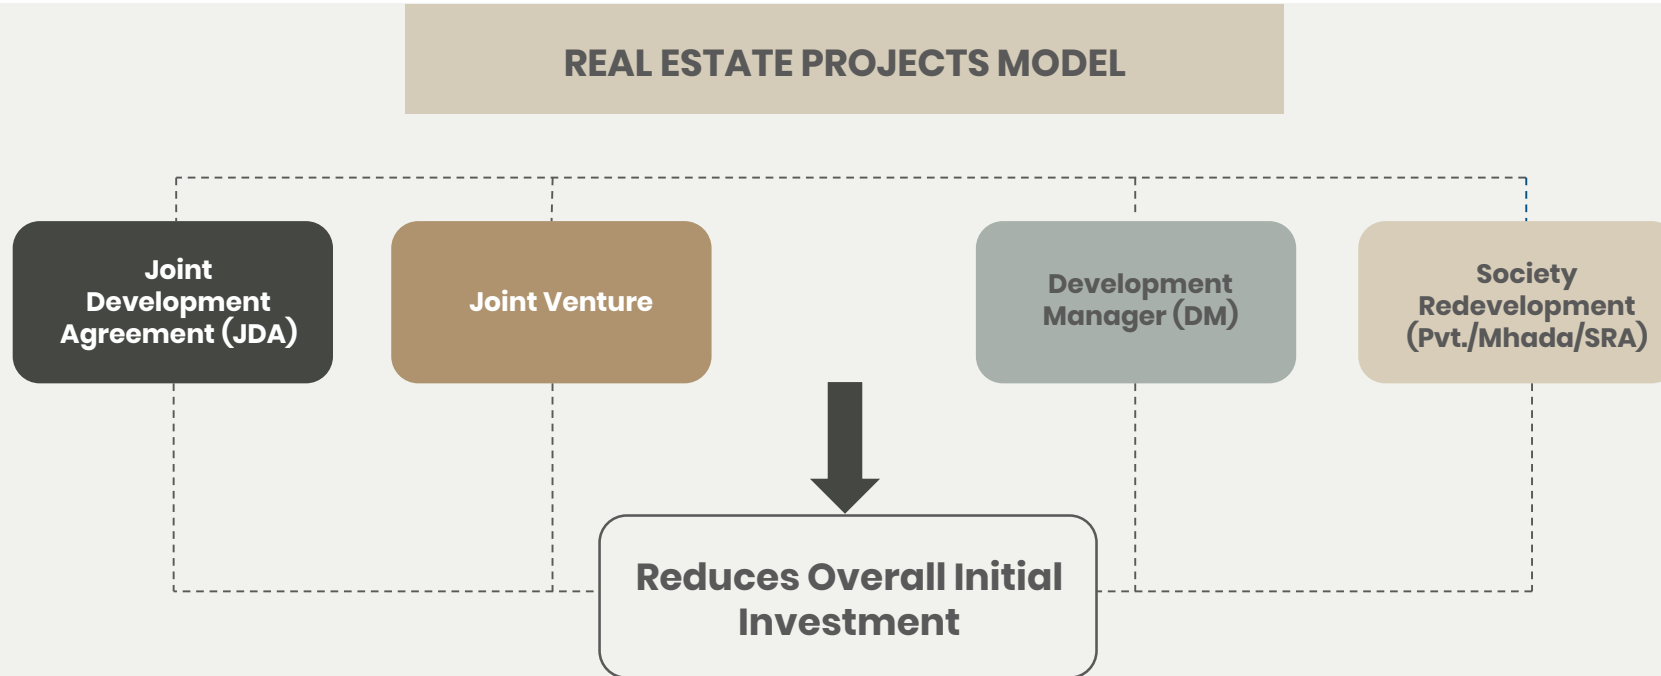 REAL ESTATE PROJECTS MODEL
Joint
Development
Agreement (JDA)
Joint Venture
Development
Manager (DM)
Society
Redevelopment
(Pvt./Mhada/SRA)
Reduces Overall Initial
Investment